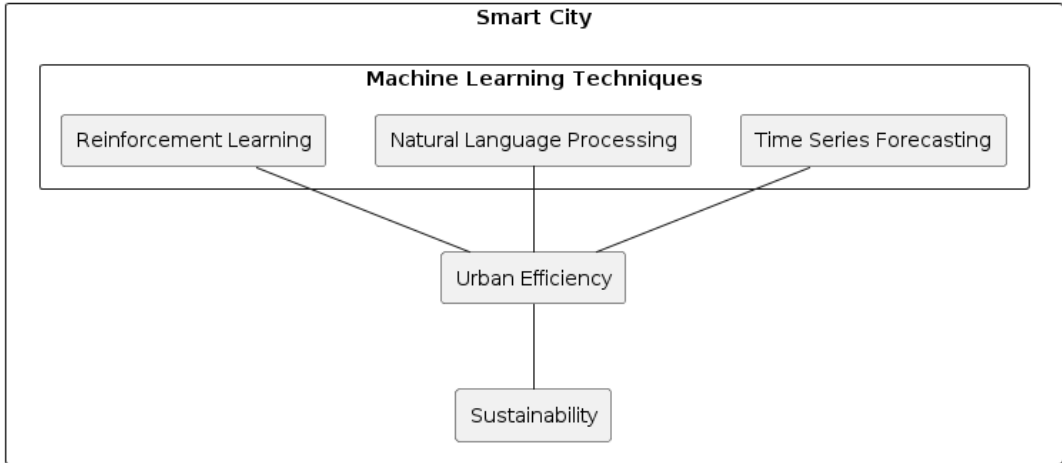 Smart City
Machine Learning Techniques
Reinforcement Learning
Natural Language Processing
Time Series Forecasting
Urban Efficiency
Sustainability